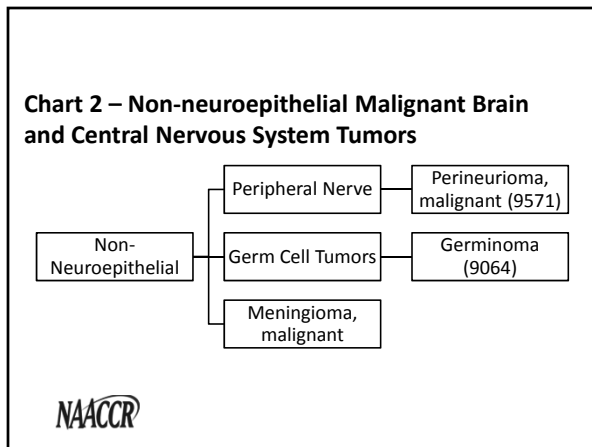 Chart 2 – Non-neuroepithelial Malignant Brain
and Central Nervous System Tumors
Peripheral Nerve
Perineurioma,
malignant (9571)
Non-
Neuroepithelial
Germ Cell Tumors
Germinoma
(9064)
Meningioma,
malignant
NAACCR